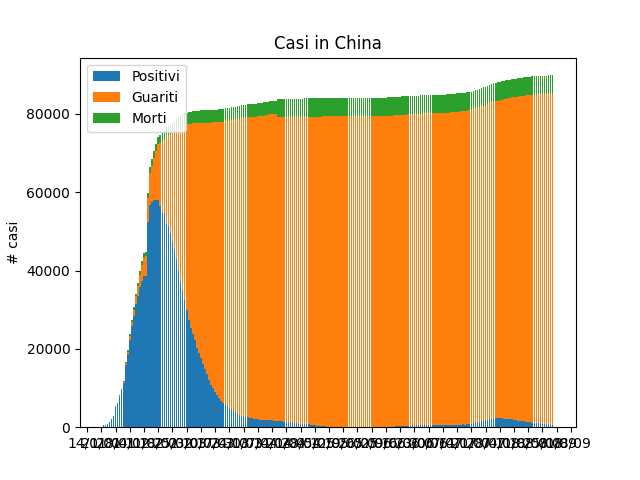 Casi in China
Positivi
Guariti
Morti
# casi
80000
60000
40000
20000
0